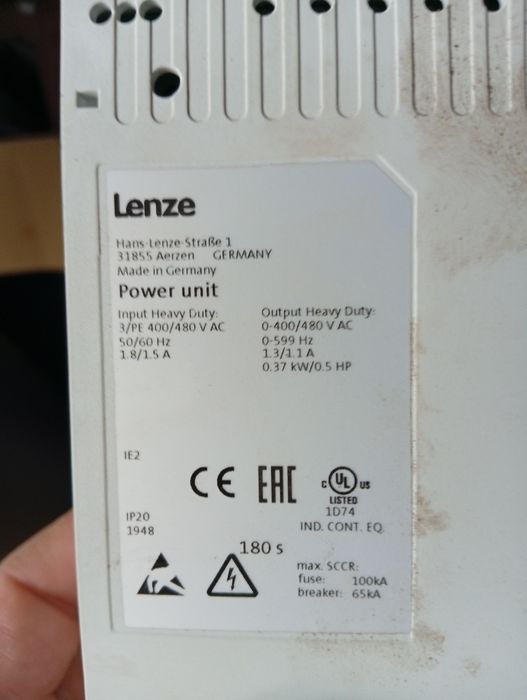 Lenze
Hans-Lenze-Straße 1
31855 Aerzen GERMANY
Made in Germany
Power unit
Input Heavy Duty:
3/PE 400/480 V AC
50/60 Hz
1.8/1.5 A
Output Heavy Duty:
0-400/480 V AC
0-599 Hz
1.3/1.1 A
0.37 kW/0.5 HP
IE2
CE EAC
C UL US
LISTED
1D74
IND. CONT. EQ.
IP20
1948
180 s
max. SCCR:
fuse: 100kA
breaker: 65kA